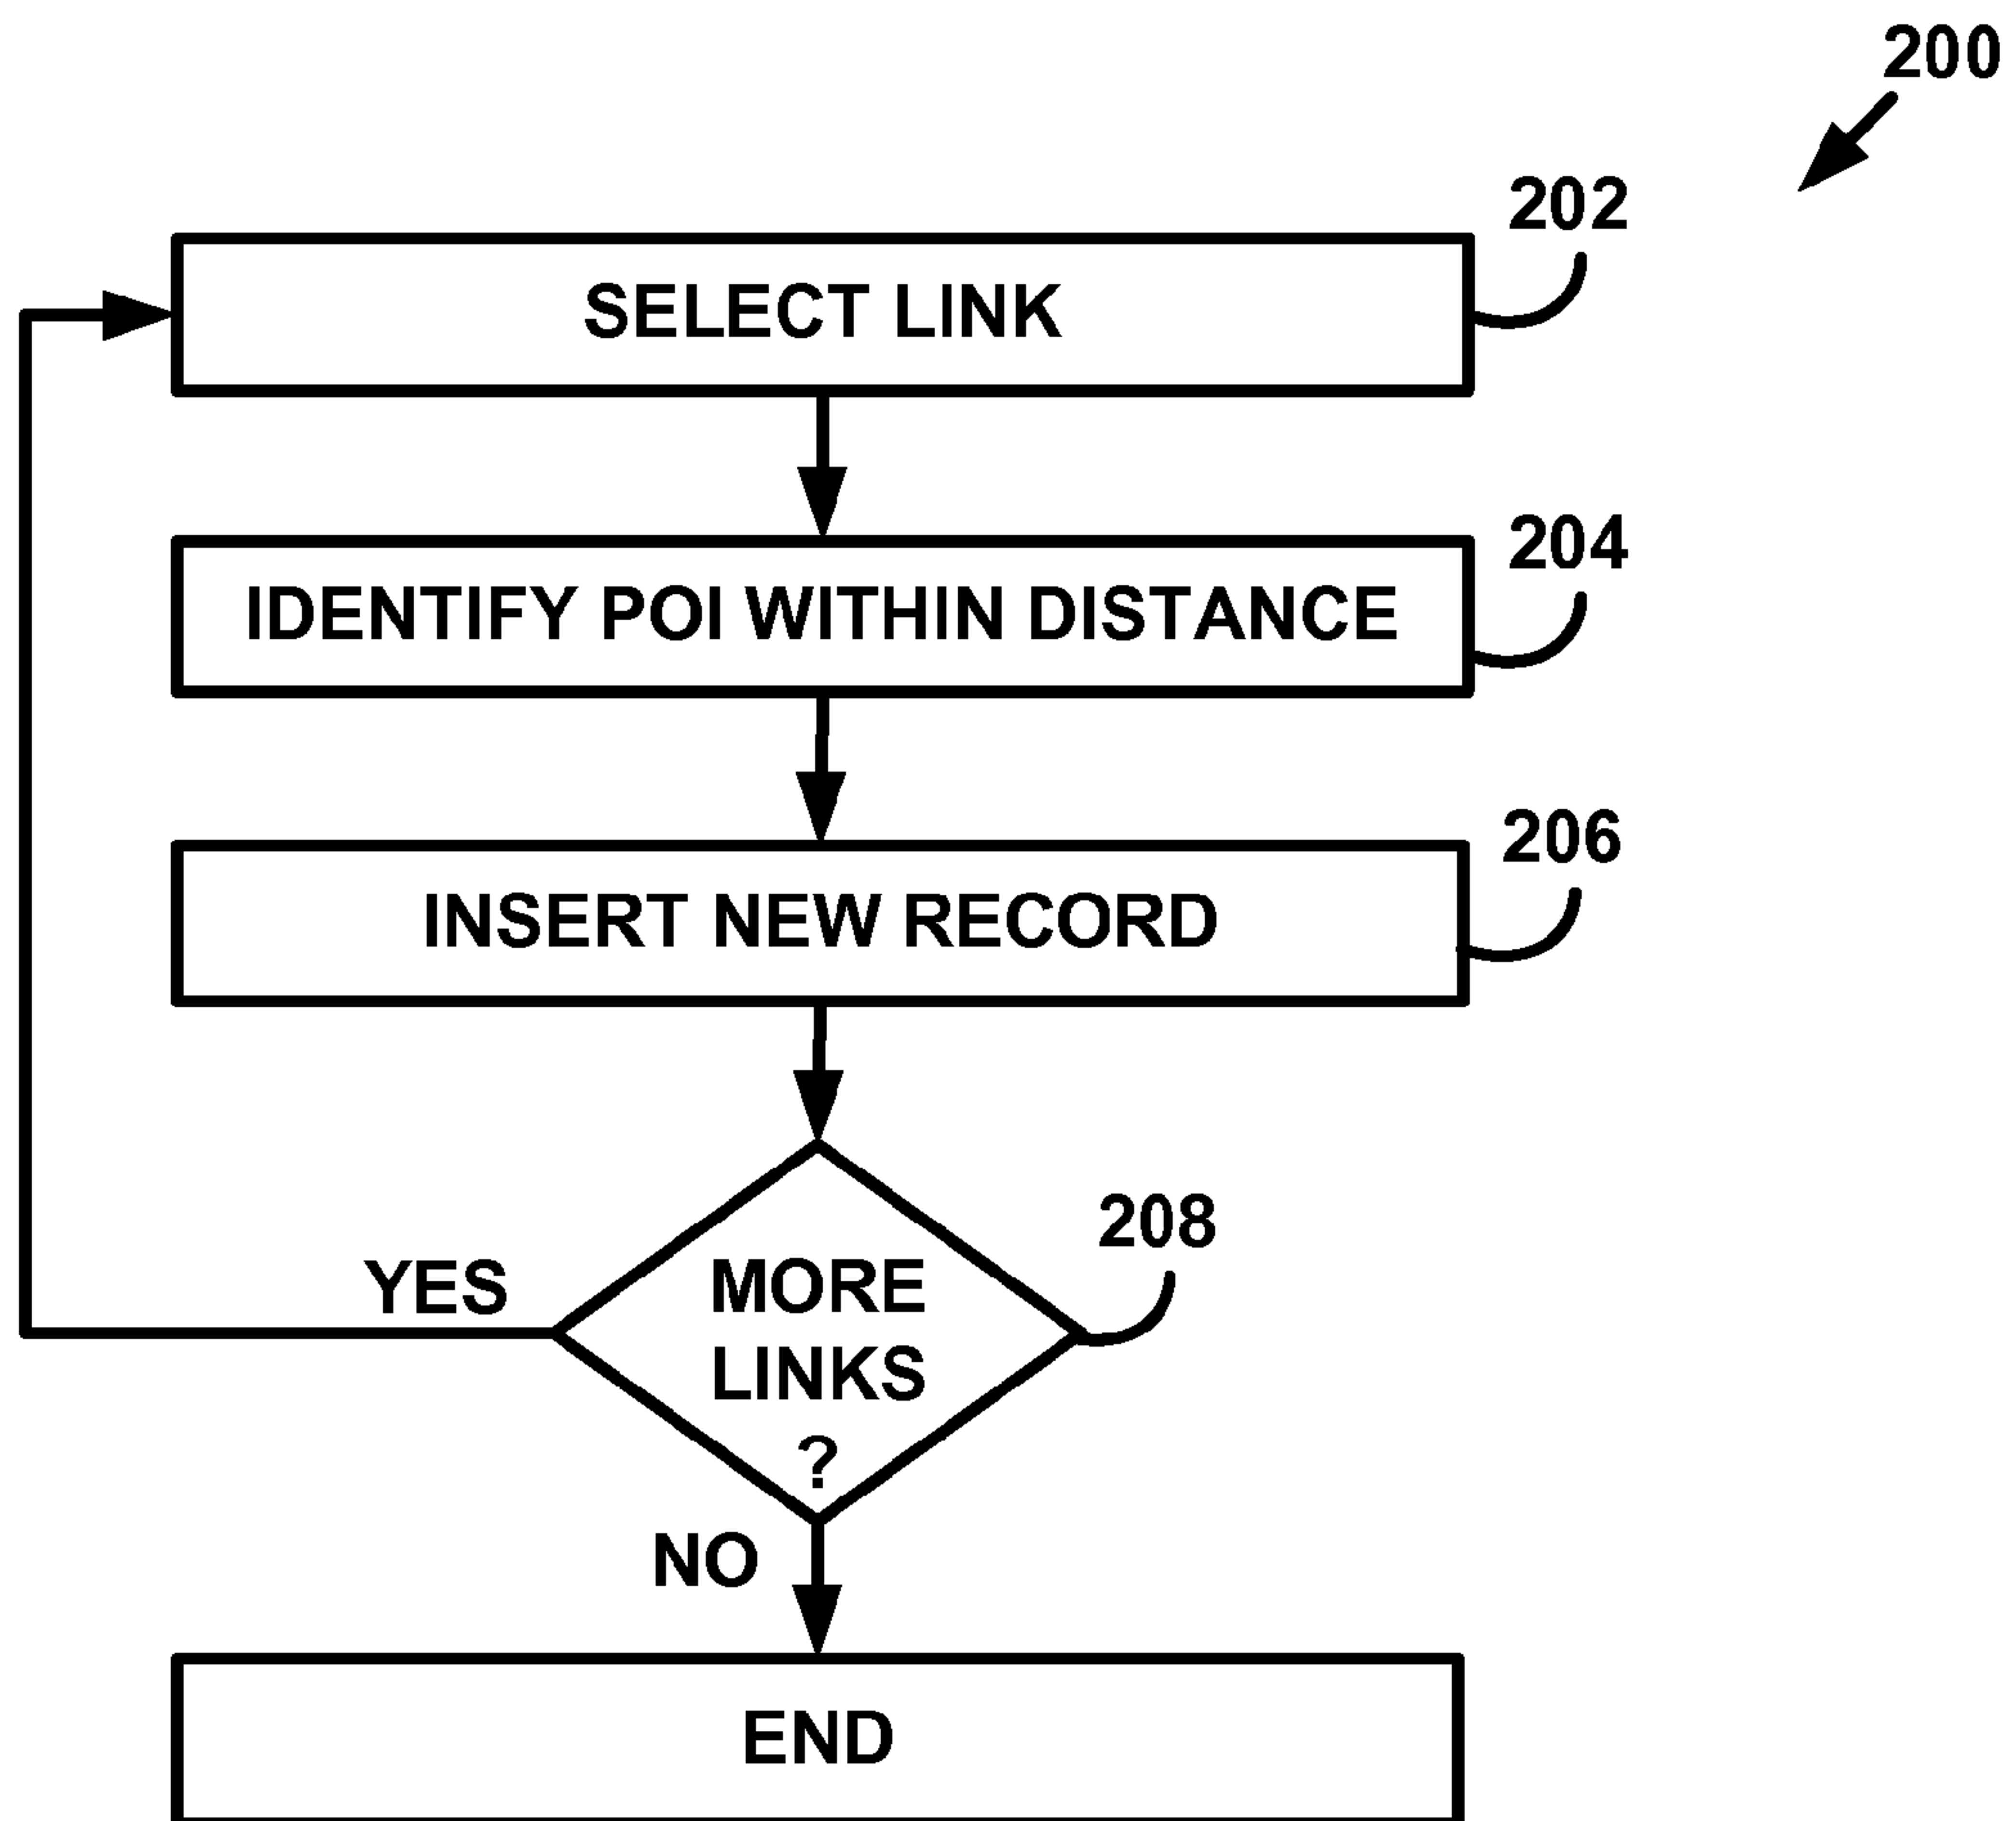 200
202
SELECT LINK
204
IDENTIFY POI WITHIN DISTANCE
206
INSERT NEW RECORD
208
YES
MORE
LINKS
?
NO
END